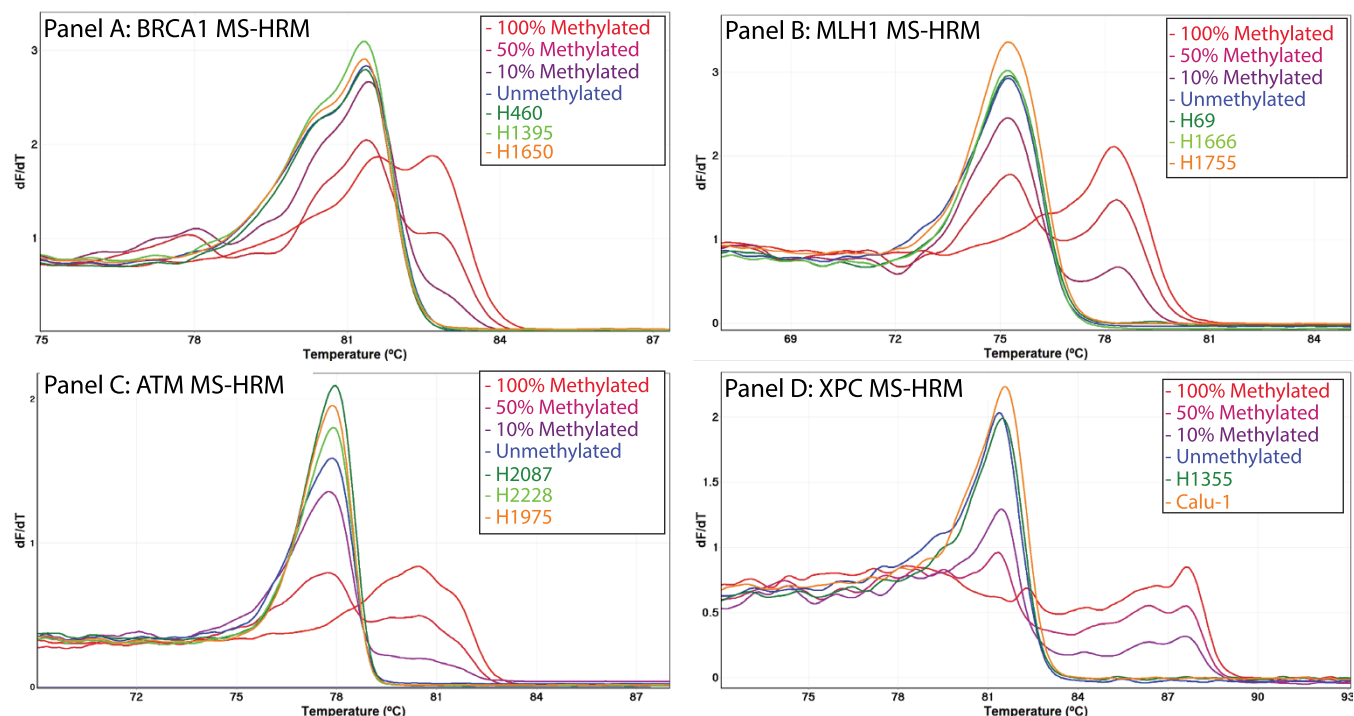 Panel A: BRCA1 MS-HRM
- 100% Methylated
- 50% Methylated
- 10% Methylated
- Unmethylated
- H460
- H1395
- H1650
3
2
1
dF/dT
75
78
81
84
87
Temperature (ºC)
Panel B: MLH1 MS-HRM
- 100% Methylated
- 50% Methylated
- 10% Methylated
- Unmethylated
- H69
- H1666
- H1755
3
2
1
0
dF/dT
69
72
75
78
81
84
Temperature (ºC)
Panel C: ATM MS-HRM
- 100% Methylated
- 50% Methylated
- 10% Methylated
- Unmethylated
- H2087
- H2228
- H1975
2
1
0
dF/dT
72
75
78
84
87
Temperature (ºC)
Panel D: XPC MS-HRM
- 100% Methylated
- 50% Methylated
- 10% Methylated
- Unmethylated
- H1355
- Calu-1
2
1.5
1
0.5
0
dF/dT
75
78
81
84
87
90
93
Temperature (ºC)